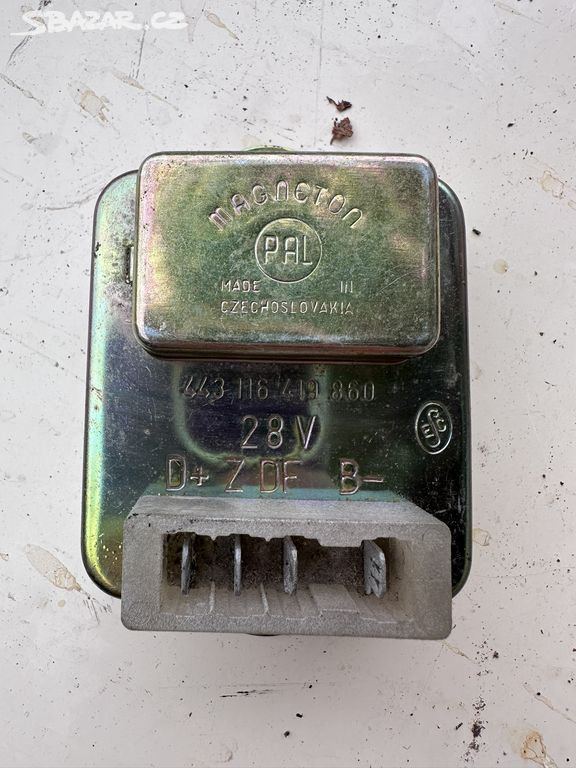 SBAZAR.CZ
MAGNETON
PAL
MADE IN
CZECHOSLOVAKIA
443 116 419 860
28V
D+ Z DF B-